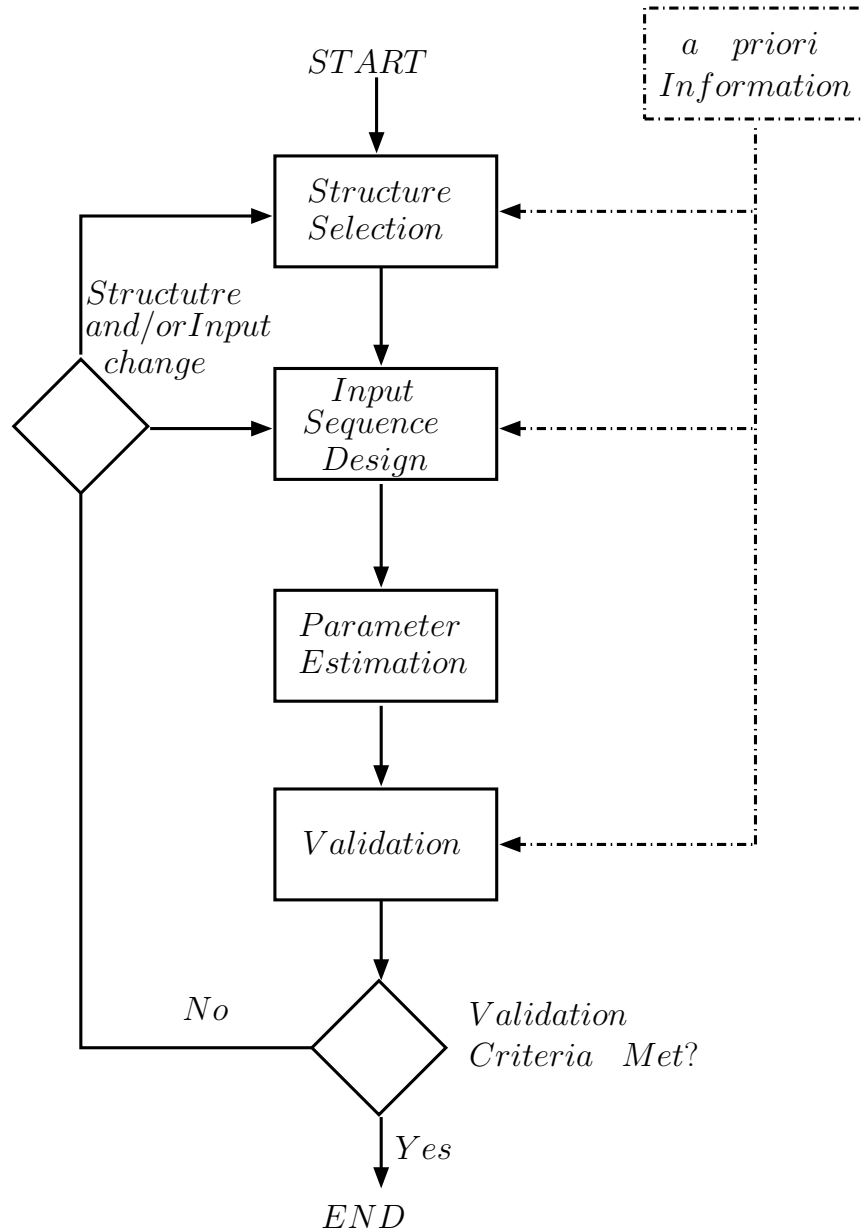 START
a priori
Information
Structure
Selection
Structutre
and/orInput
change
Input
Sequence
Design
Parameter
Estimation
Validation
No
Validation
Criteria Met?
Yes
END